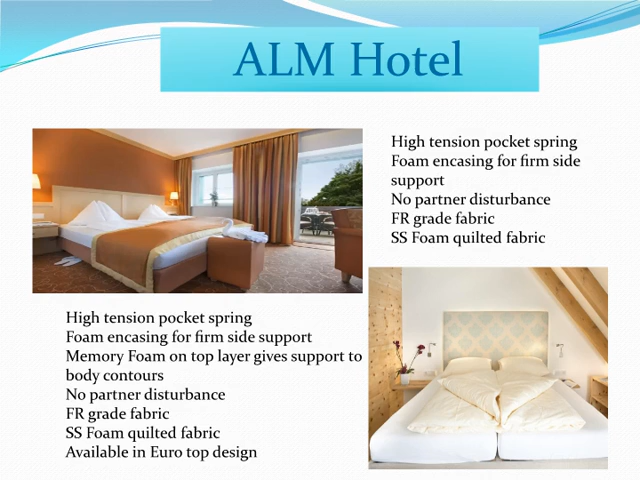 ALM Hotel
High tension pocket spring
Foam encasing for firm side
support
No partner disturbance
FR grade fabric
SS Foam quilted fabric
High tension pocket spring
Foam encasing for firm side support
Memory Foam on top layer gives support to
body contours
No partner disturbance
FR grade fabric
SS Foam quilted fabric
Available in Euro top design